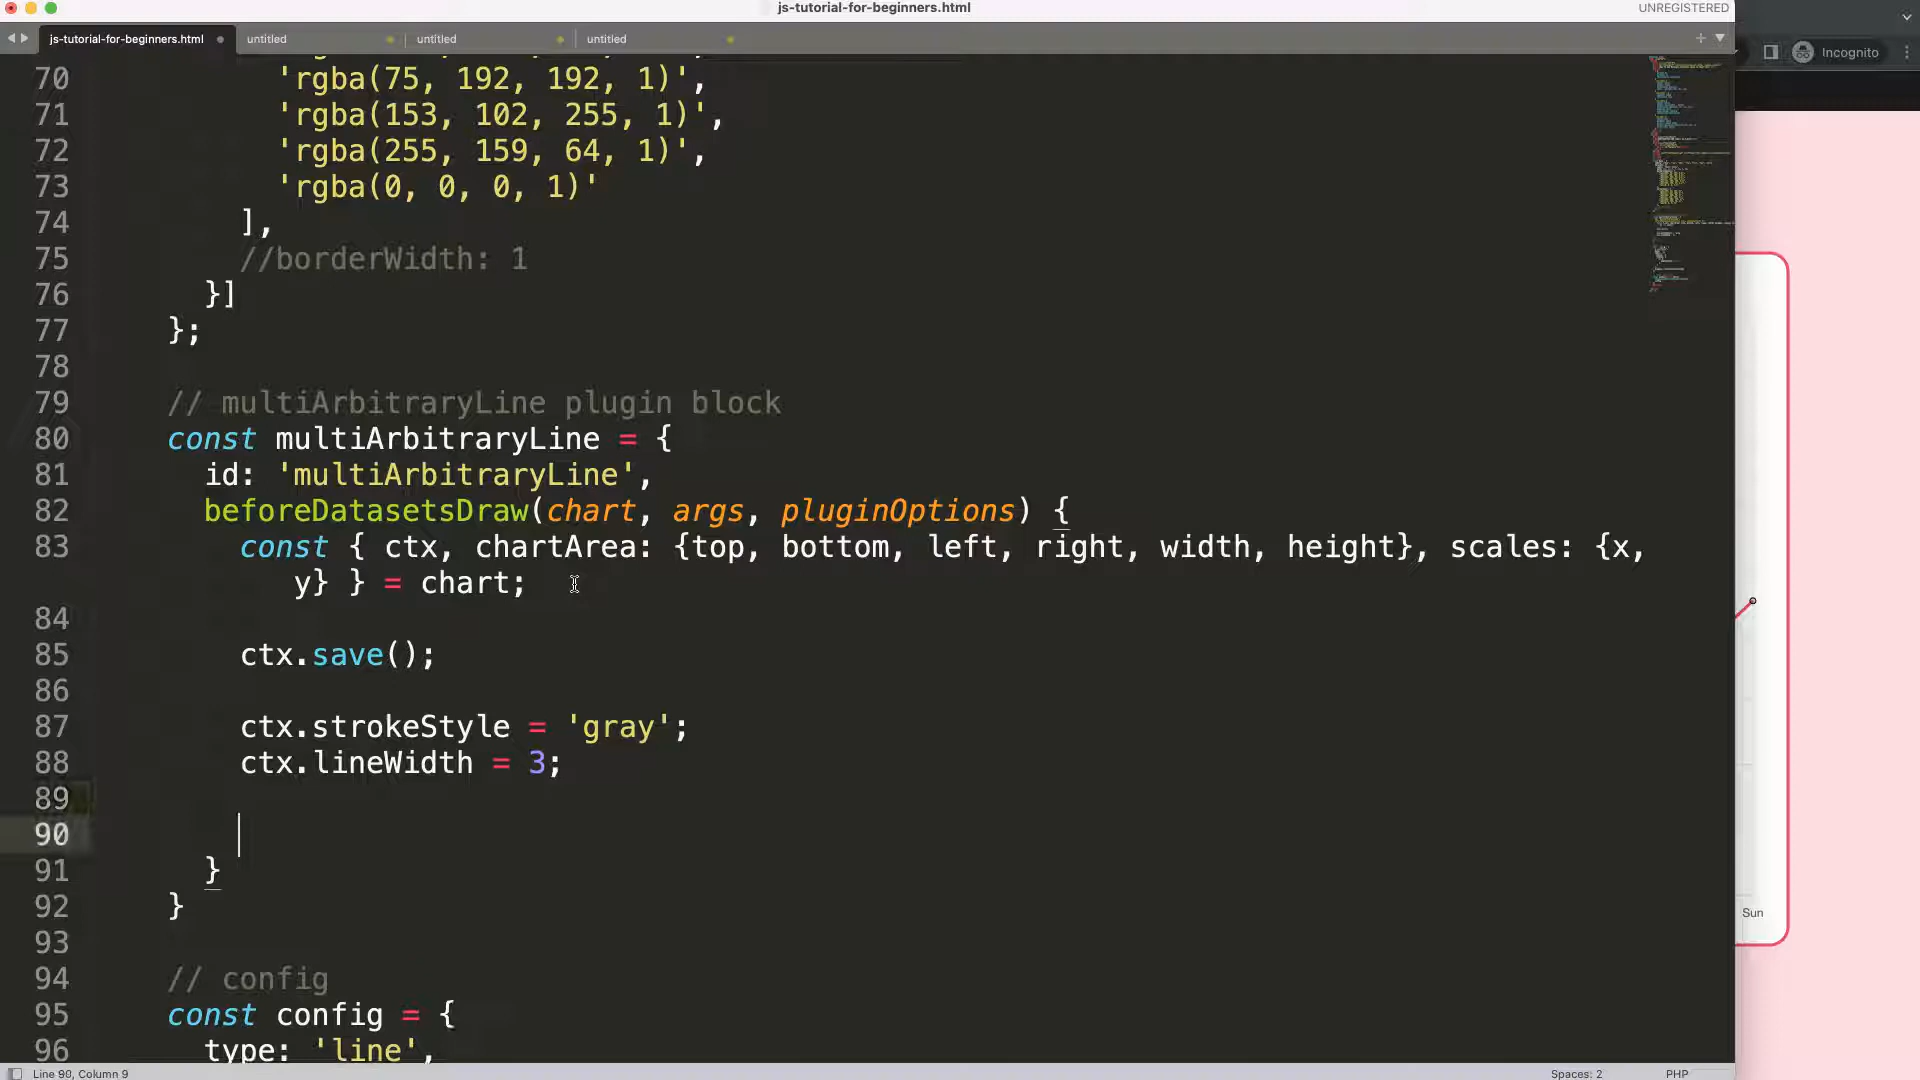 js-tutorial-for-beginners.html
UNREGISTERED
js-tutorial-for-beginners.html
untitled
untitled
untitled
Incognito
70 'rgba(75, 192, 192, 1)',
71 'rgba(153, 102, 255, 1)',
72 'rgba(255, 159, 64, 1)',
73 'rgba(0, 0, 0, 1)'
74 ],
75 //borderWidth: 1
76 }]
77 };
78
79 // multiArbitraryLine plugin block
80 const multiArbitraryLine = {
81 id: 'multiArbitraryLine',
82 beforeDatasetsDraw(chart, args, pluginOptions) {
83 const { ctx, chartArea: {top, bottom, left, right, width, height}, scales: {x,
y} } = chart;
84
85 ctx.save();
86
87 ctx.strokeStyle = 'gray';
88 ctx.lineWidth = 3;
89
90
91 }
92 }
93
94 // config
95 const config = {
96 type: 'line',
Sun
Line 90, Column 9
Spaces: 2
PHP